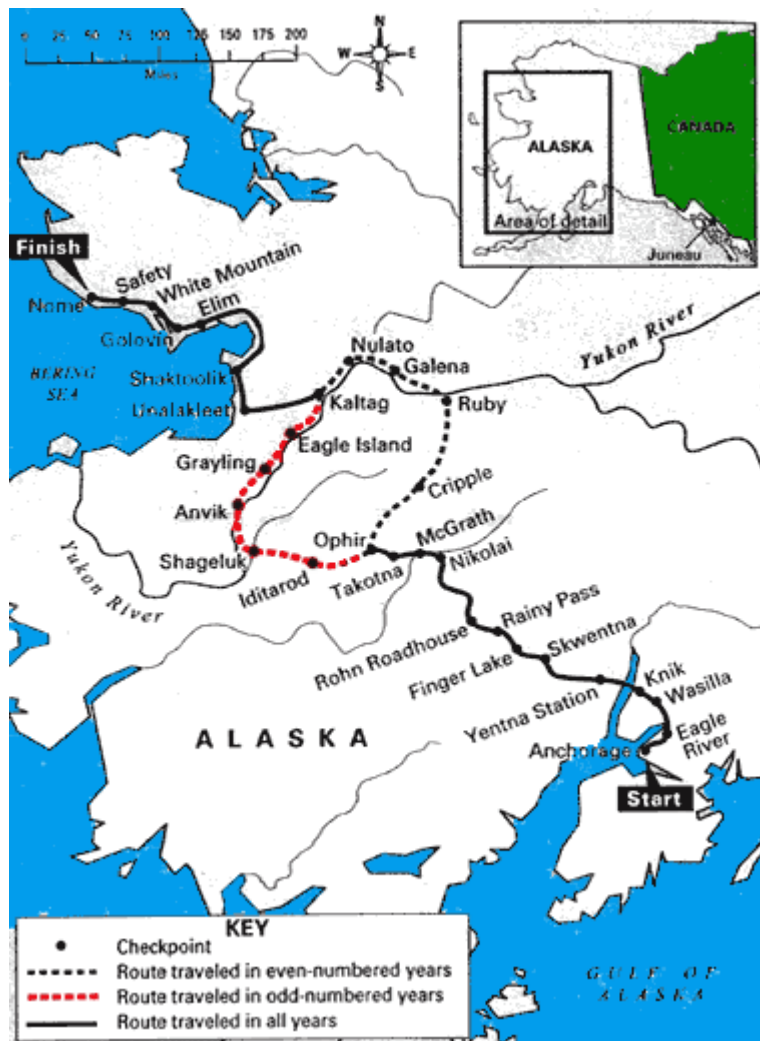 N
W E
S
0 25 50 75 100 125 150 175 200
Miles
CANADA
ALASKA
Area of detail
Juneau
Finish
Safety
White Mountain
Nome
Elim
Golovin
BERING
SEA
Shaktoolik
Unalakleet
Nulato
Galena
Yukon River
Kaltag
Ruby
Eagle Island
Grayling
Cripple
Anvik
Ophir
McGrath
Shageluk
Nikolai
Iditarod
Takotna
Yukon River
Rainy Pass
Rohn Roadhouse
Skwentna
Finger Lake
Knik
Wasilla
Yentna Station
Eagle
River
ALASKA
Anchorage
Start
KEY
Checkpoint
Route traveled in even-numbered years
Route traveled in odd-numbered years
Route traveled in all years
GULF OF
ALASKA